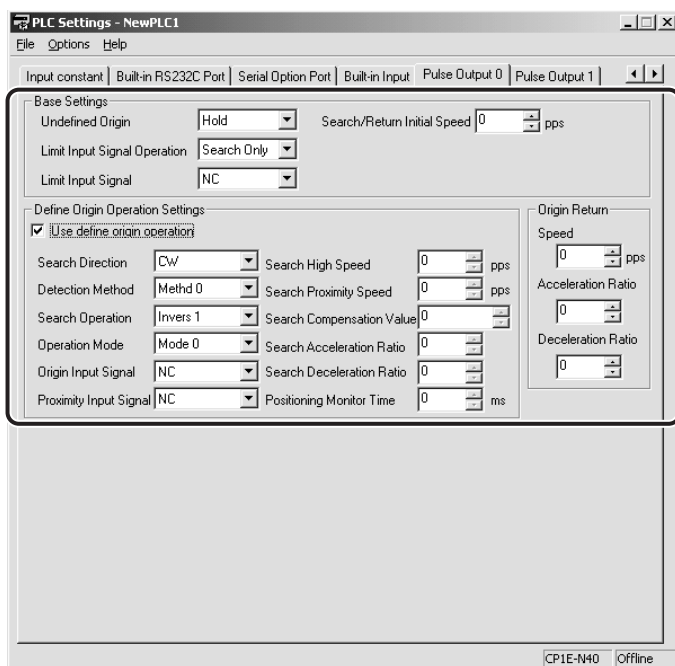 PLC Settings - NewPLC1
File Options Help
Input constant Built-in RS232C Port Serial Option Port Built-in Input Pulse Output 0 Pulse Output 1
Base Settings
Undefined Origin Hold Search/Return Initial Speed 0 pps
Limit Input Signal Operation Search Only
Limit Input Signal NC
Define Origin Operation Settings
Use define origin operation
Search Direction CW Search High Speed 0 pps
Detection Method Methd 0 Search Proximity Speed 0 pps
Search Operation Invers 1 Search Compensation Value 0
Operation Mode Mode 0 Search Acceleration Ratio 0
Origin Input Signal NC Search Deceleration Ratio 0
Proximity Input Signal NC Positioning Monitor Time 0 ms
Origin Return
Speed
0 pps
Acceleration Ratio
0
Deceleration Ratio
0
CP1E-N40 Offline